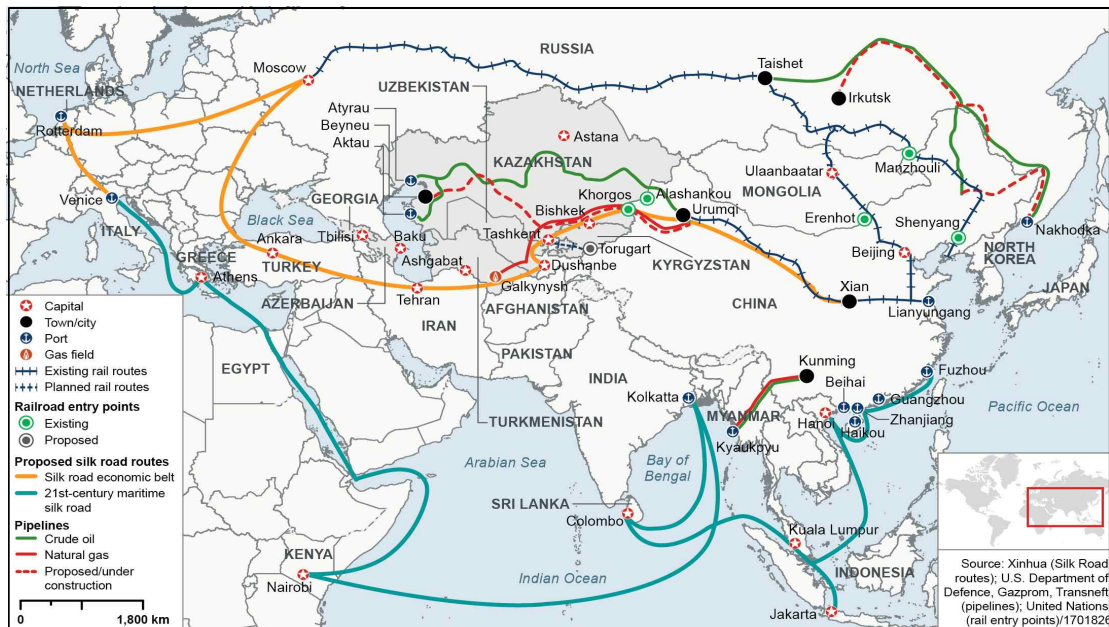 RUSSIA
North Sea
Moscow
Taishet
NETHERLANDS
UZBEKISTAN
Irkutsk
Rotterdam
Atyrau
Beyneu
Aktau
Astana
KAZAKHSTAN
Ulaanbaatar
Manzhouli
MONGOLIA
Venice
GEORGIA
Khorgos
Alashankou
Urumqi
Erenhot
Shenyang
Nakhodka
ITALY
Black Sea
Bishkek
Tashkent
Tbilisi
Baku
Ankara
Torugart
NORTH
KOREA
GREECE
TURKEY
Ashgabat
Dushanbe
KYRGYZSTAN
Beijing
Athens
Galkynysh
AZERBAIJAN
Tehran
AFGHANISTAN
CHINA
Xian
Lianyungang
JAPAN
IRAN
PAKISTAN
EGYPT
INDIA
Kunming
Fuzhou
Beihai
Guangzhou
Kolkatta
MYANMAR
Hanoi
Zhanjiang
Haikou
Pacific Ocean
TURKMENISTAN
Kyaukpyu
Arabian Sea
Bay of
Bengal
SRI LANKA
Colombo
Kuala Lumpur
KENYA
INDONESIA
Nairobi
Indian Ocean
Jakarta
Capital
Town/city
Port
Gas field
Existing rail routes
Planned rail routes
Railroad entry points
Existing
Proposed
Proposed silk road routes
Silk road economic belt
21st-century maritime
silk road
Pipelines
Crude oil
Natural gas
Proposed/under
construction
0 1,800 km
Source: Xinhua (Silk Road
routes); U.S. Department of
Defence, Gazprom, Transneft
(pipelines); United Nations
(rail entry points)/1701826